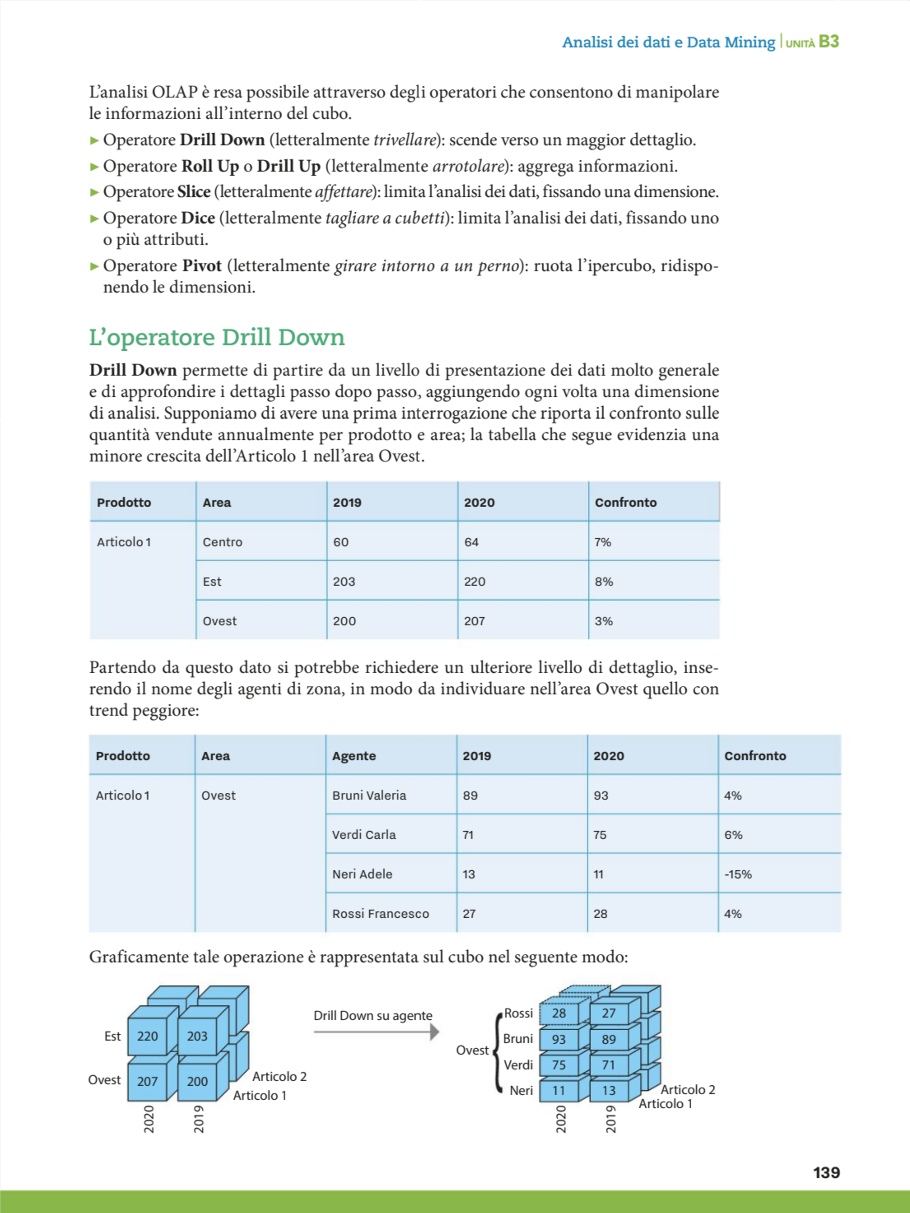 Analisi dei dati e Data Mining | UNITÀ B3
L'analisi OLAP è resa possibile attraverso degli operatori che consentono di manipolare
le informazioni all'interno del cubo.
▶ Operatore Drill Down (letteralmente trivellare): scende verso un maggior dettaglio.
▶ Operatore Roll Up o Drill Up (letteralmente arrotolare): aggrega informazioni.
▶ Operatore Slice (letteralmente affettare): limita l'analisi dei dati, fissando una dimensione.
▶ Operatore Dice (letteralmente tagliare a cubetti): limita l'analisi dei dati, fissando uno
o più attributi.
▶ Operatore Pivot (letteralmente girare intorno a un perno): ruota l'ipercubo, ridispo-
nendo le dimensioni.
L'operatore Drill Down
Drill Down permette di partire da un livello di presentazione dei dati molto generale
e di approfondire i dettagli passo dopo passo, aggiungendo ogni volta una dimensione
di analisi. Supponiamo di avere una prima interrogazione che riporta il confronto sulle
quantità vendute annualmente per prodotto e area; la tabella che segue evidenzia una
minore crescita dell'Articolo 1 nell'area Ovest.
Prodotto Area 2019 2020 Confronto
Articolo 1 Centro 60 64 7%
Est 203 220 8%
Ovest 200 207 3%
Partendo da questo dato si potrebbe richiedere un ulteriore livello di dettaglio, inse-
rendo il nome degli agenti di zona, in modo da individuare nell'area Ovest quello con
trend peggiore:
Prodotto Area Agente 2019 2020 Confronto
Articolo 1 Ovest Bruni Valeria 89 93 4%
Verdi Carla 71 75 6%
Neri Adele 13 11 -15%
Rossi Francesco 27 28 4%
Graficamente tale operazione è rappresentata sul cubo nel seguente modo:
Est 220 203
Ovest 207 200
Articolo 2
Articolo 1
2020 2019
Drill Down su agente
Ovest
Rossi 28 27
Bruni 93 89
Verdi 75 71
Neri 11 13
Articolo 2
Articolo 1
2020 2019
139